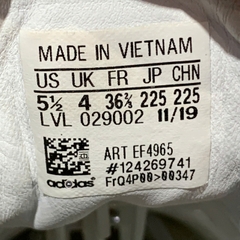 MADE IN VIETNAM
US UK FR JP CHN
5½ 4 36⅔ 225 225
LVL 029002 11/19
ART EF4965
#124269741
adidas FrQ4P00>00347